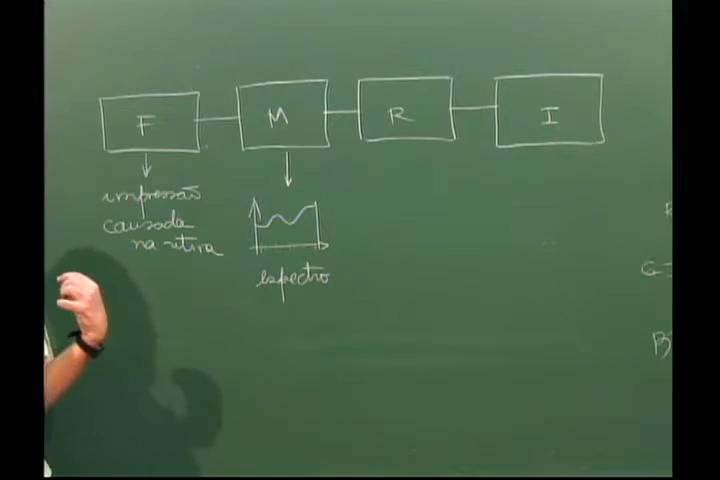 F M R I
impressão
causada
na retina
espectro
R
G =
B